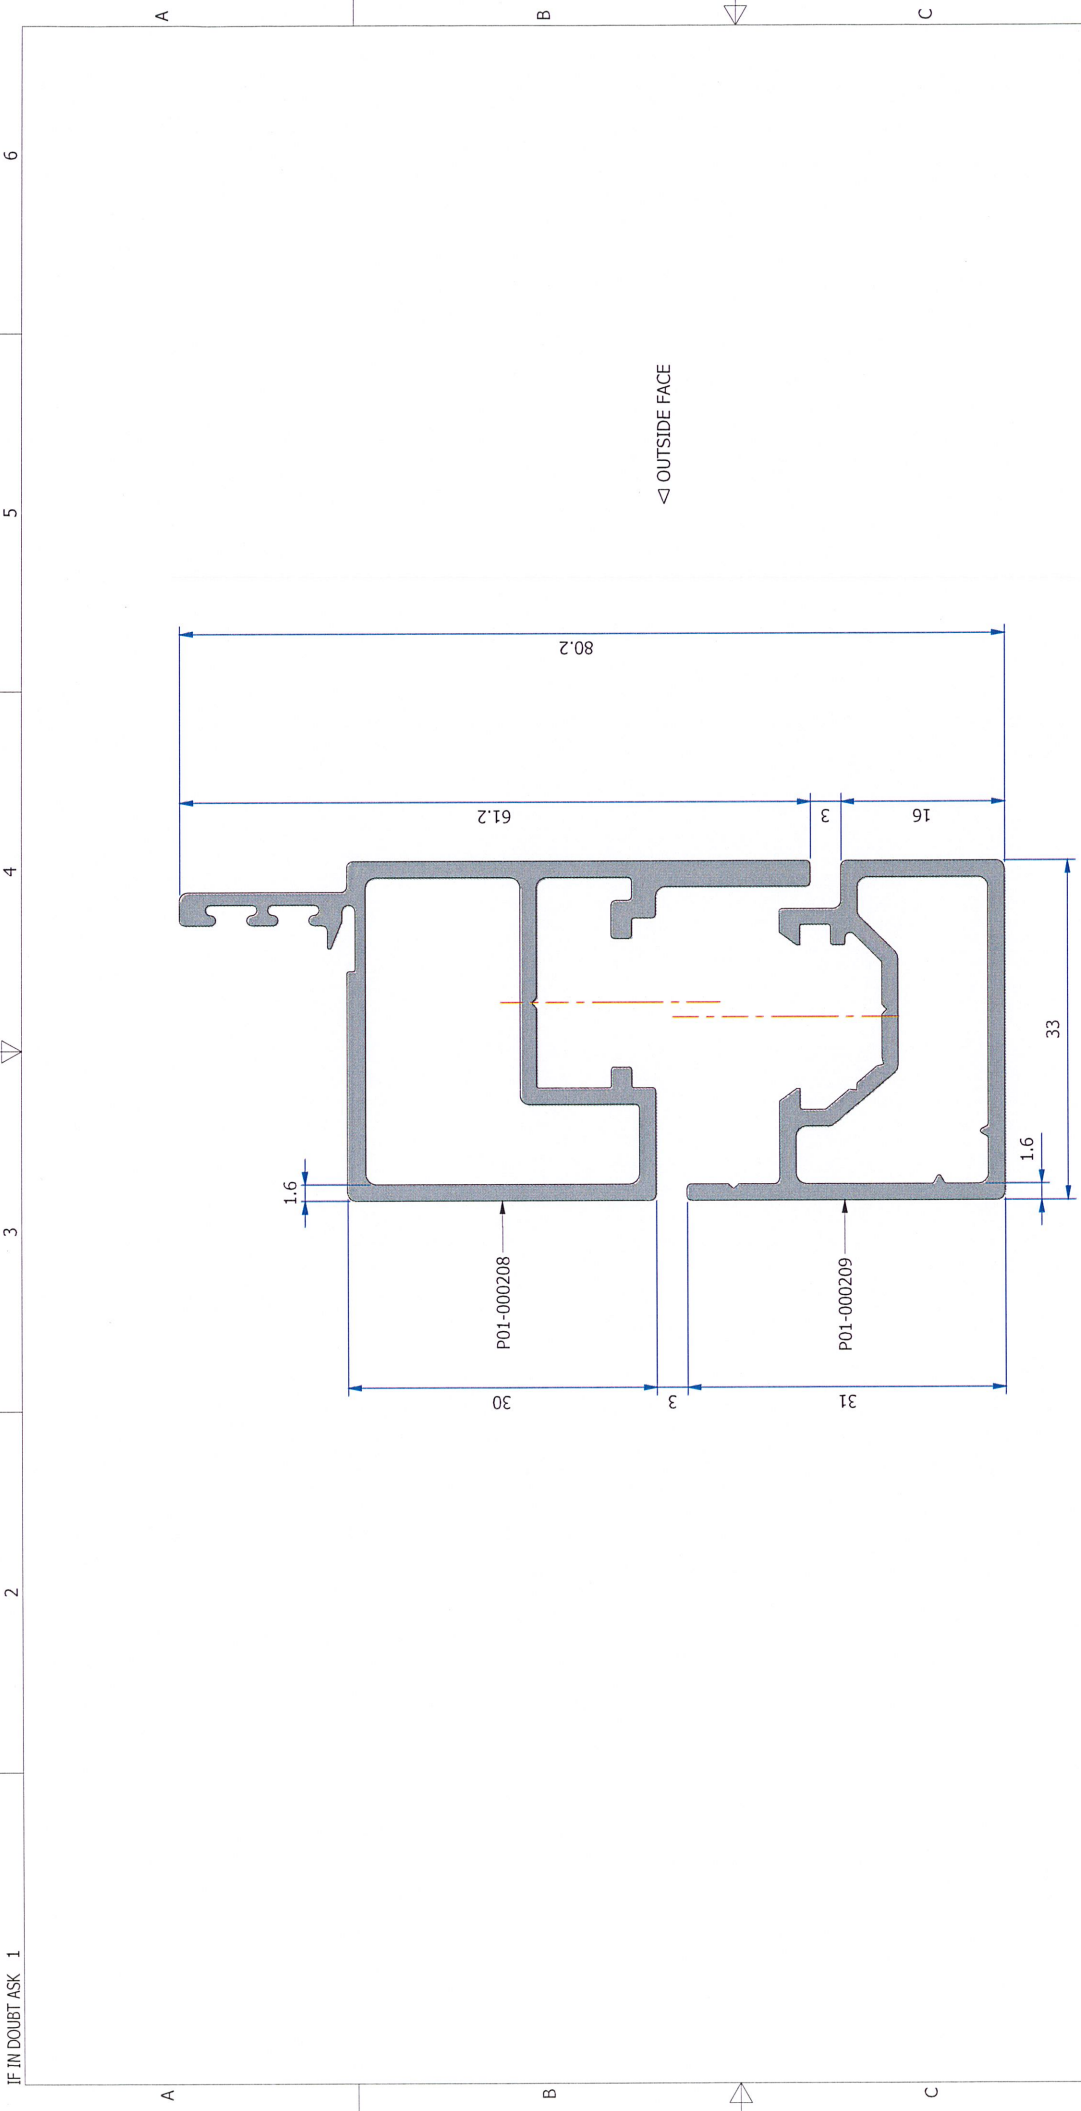 IF IN DOUBT ASK
1
2
3
4
5
6
A
B
C
A
B
C
80.2
61.2
3
16
◁ OUTSIDE FACE
1.6
P01-000208
P01-000209
30
3
31
33
1.6